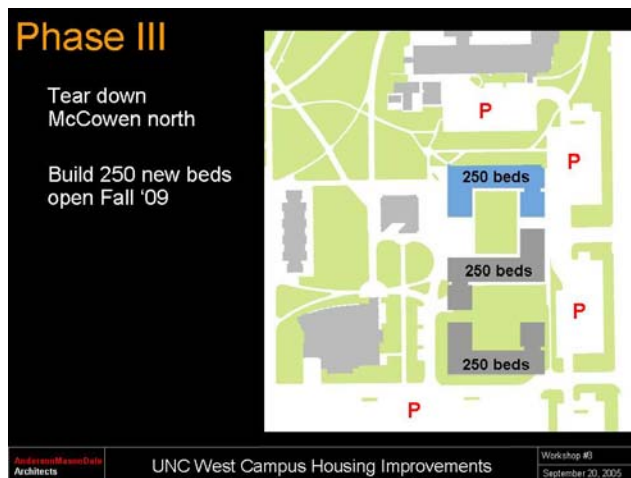 Phase III
Tear down
McCowen north
Build 250 new beds
open Fall ‘09
P
P
250 beds
250 beds
P
250 beds
P
AndersonMasonDale
Architects
UNC West Campus Housing Improvements
Workshop #3
September 20, 2005